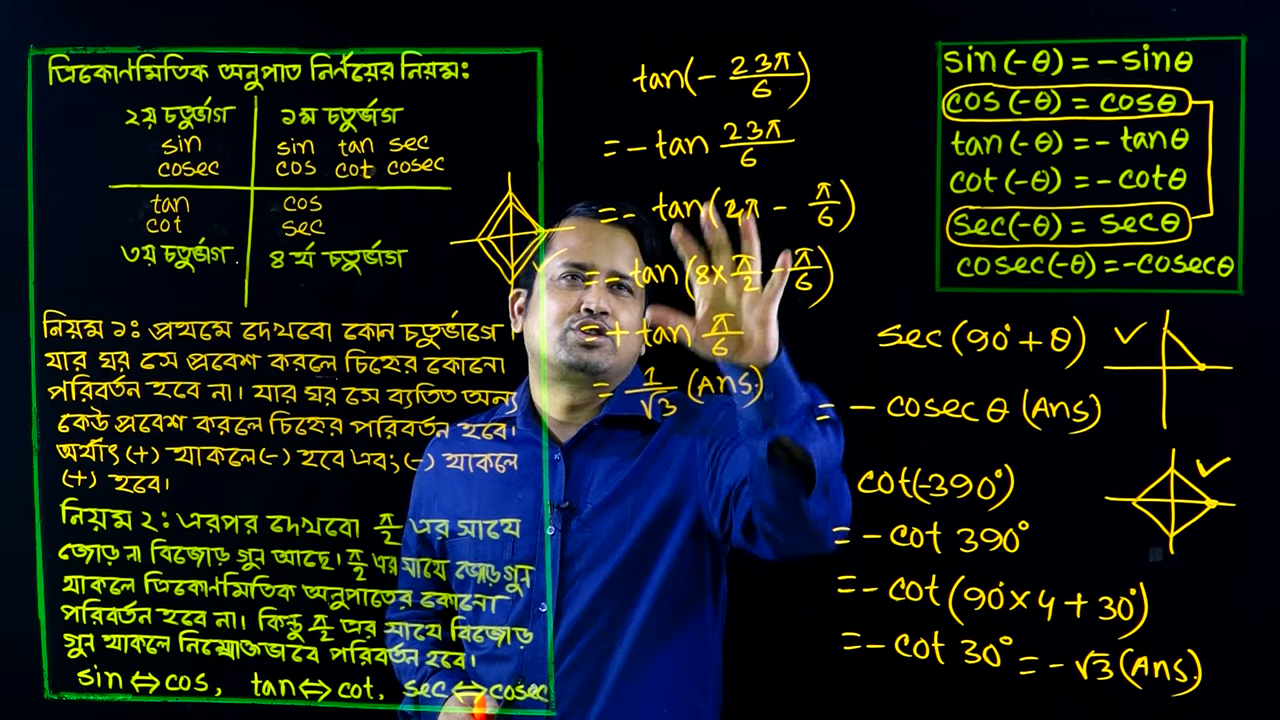 ত্রিকোণমিতিক অনুপাত নির্ণয়ের নিয়ম:
২য় চতুর্ভাগ
sin
cosec
১ম চতুর্ভাগ
sin tan sec
cos cot cosec
tan
cot
৩য় চতুর্ভাগ
cos
sec
৪র্থ চতুর্ভাগ
নিয়ম ১: প্রথমে দেখবো কোন চতুর্ভাগে।
যার ঘর সে প্রবেশ করলে চিহ্নের কোনো
পরিবর্তন হবে না। যার ঘর সে ব্যতিত অন্য
কেউ প্রবেশ করলে চিহ্নের পরিবর্তন হবে।
অর্থাৎ (+) থাকলে (-) হবে এবং (-) থাকলে
(+) হবে।
নিয়ম ২: এরপর দেখবো π/2 এর সাথে
জোড় না বিজোড় গুন আছে। π/2 এর সাথে জোড় গুন
থাকলে ত্রিকোণমিতিক অনুপাতের কোনো
পরিবর্তন হবে না। কিন্তু π/2 এর সাথে বিজোড়
গুন থাকলে নিম্নোক্তভাবে পরিবর্তন হবে।
sin⇔cos, tan⇔cot, sec⇔cosec
tan(- 23π/6)
= - tan 23π/6
= - tan(2π - π/6)
✓ = - tan(8×π/2 - π/6)
= + tan π/6
= 1/√3 (Ans.)
sin(-θ) = -sinθ
cos(-θ) = cosθ
tan(-θ) = -tanθ
cot(-θ) = -cotθ
sec(-θ) = secθ
cosec(-θ) = -cosecθ
sec(90°+θ) ✓
= - cosecθ (Ans)
cot(-390°) ✓
= - cot 390°
= - cot(90°×4 + 30°)
= - cot 30° = - √3 (Ans.)